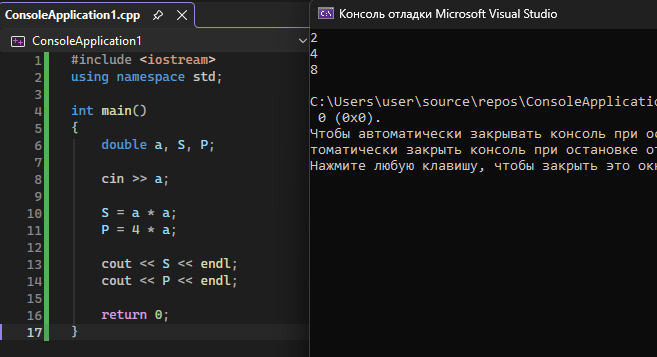 ConsoleApplication1.cpp
ConsoleApplication1
1 #include <iostream>
2 using namespace std;
3
4 int main()
5 {
6 double a, S, P;
7
8 cin >> a;
9
10 S = a * a;
11 P = 4 * a;
12
13 cout << S << endl;
14 cout << P << endl;
15
16 return 0;
17 }
Консоль отладки Microsoft Visual Studio
2
4
8
C:\Users\user\source\repos\ConsoleApplicatio
0 (0x0).
Чтобы автоматически закрывать консоль при ос
томатически закрыть консоль при остановке от
Нажмите любую клавишу, чтобы закрыть это окн